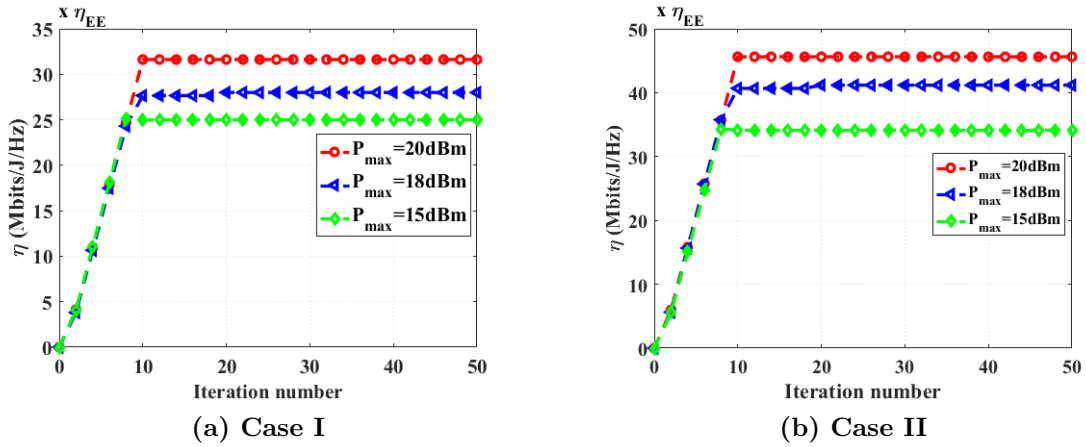 x η_EE
35
30
25
20
15
10
5
0
η (Mbits/J/Hz)
0 10 20 30 40 50
Iteration number
P_max=20dBm
P_max=18dBm
P_max=15dBm
(a) Case I
x η_EE
50
40
30
20
10
0
η (Mbits/J/Hz)
0 10 20 30 40 50
Iteration number
P_max=20dBm
P_max=18dBm
P_max=15dBm
(b) Case II